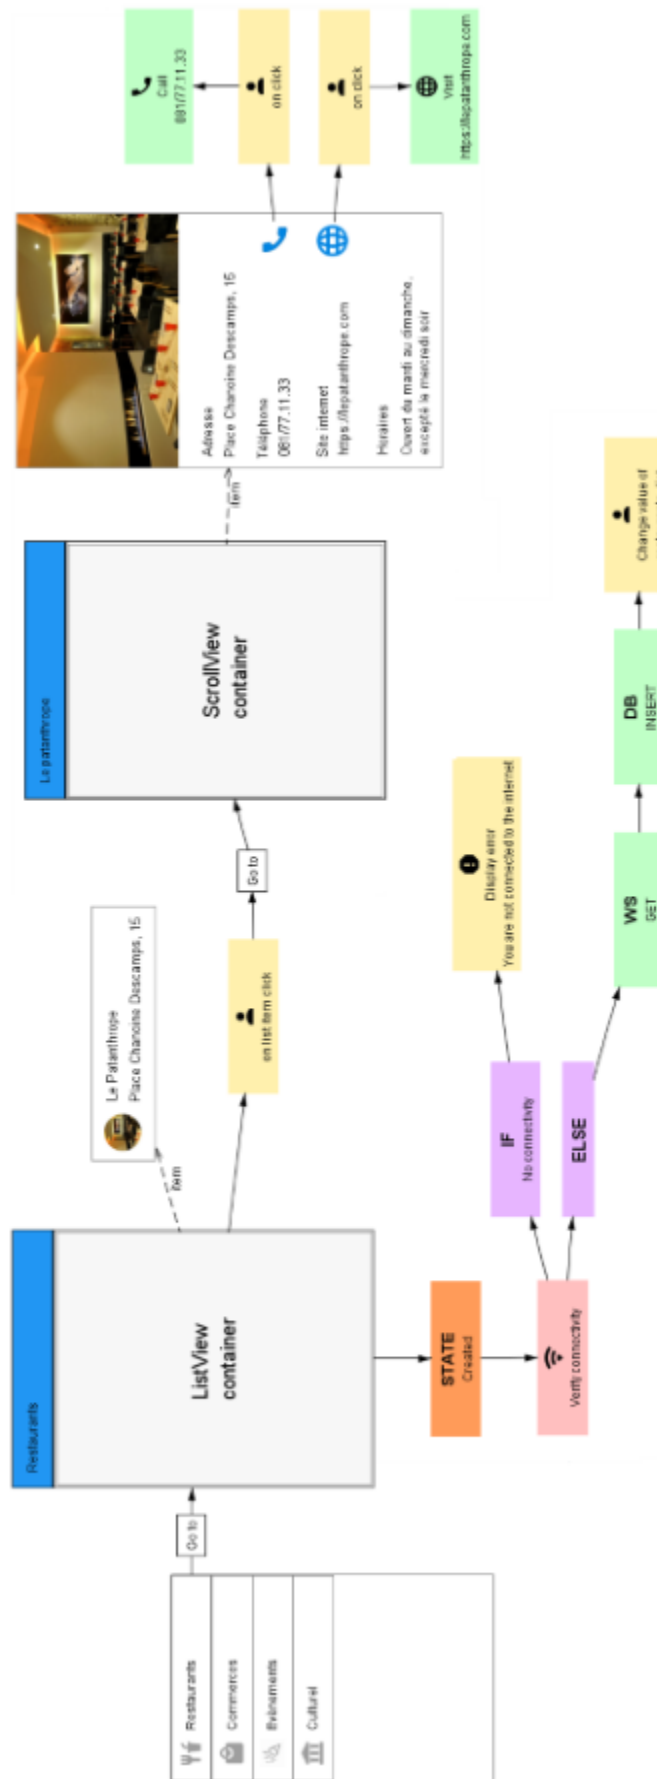 Restaurants
Commerces
Evènements
Culturel
Go to
Restaurants
ListView
container
item
Le Patanthrope
Place Chanoine Descamps, 15
on list item click
Go to
Le patanthrope
ScrollView
container
item
Adresse
Place Chanoine Descamps, 15
Téléphone
081/77.11.33
Site internet
https://lepatanthrope.com
Horaires
Ouvert du mardi au dimanche,
excepté le mercredi soir
on click
Call
081/77.11.33
on click
Visit
https://lepatanthrope.com
STATE
Created
Verify connectivity
IF
No connectivity
Display error
You are not connected to the internet
ELSE
WS
GET
DB
INSERT
Change value of